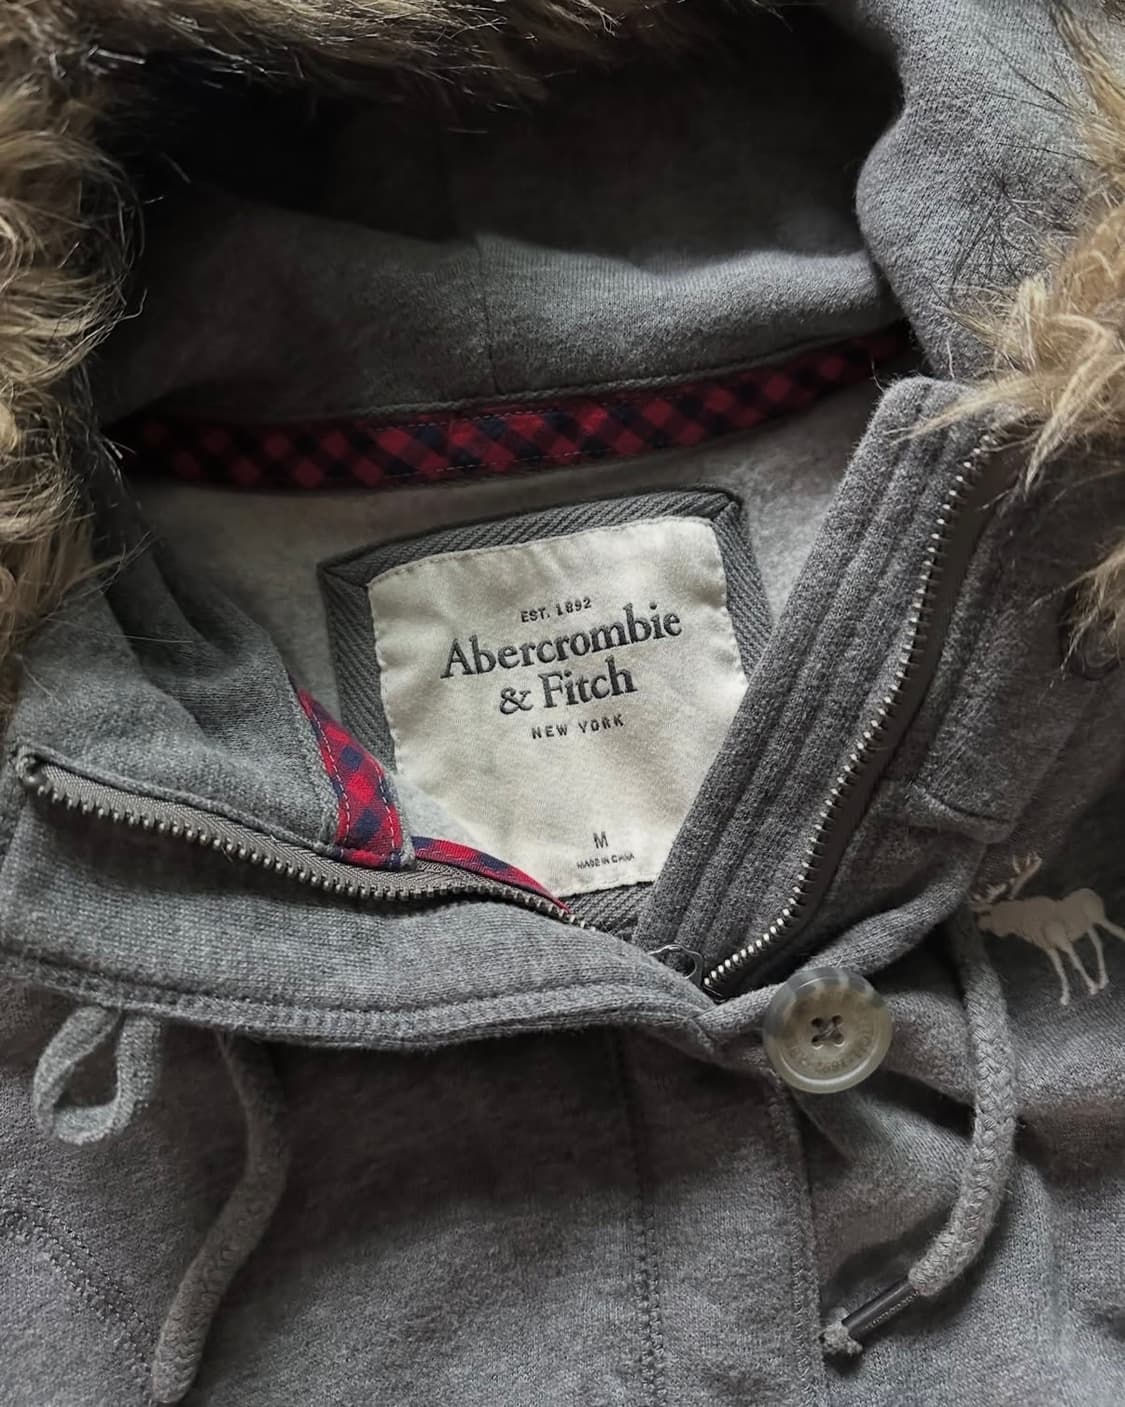 EST. 1892
Abercrombie
& Fitch
NEW YORK
M
MADE IN CHINA